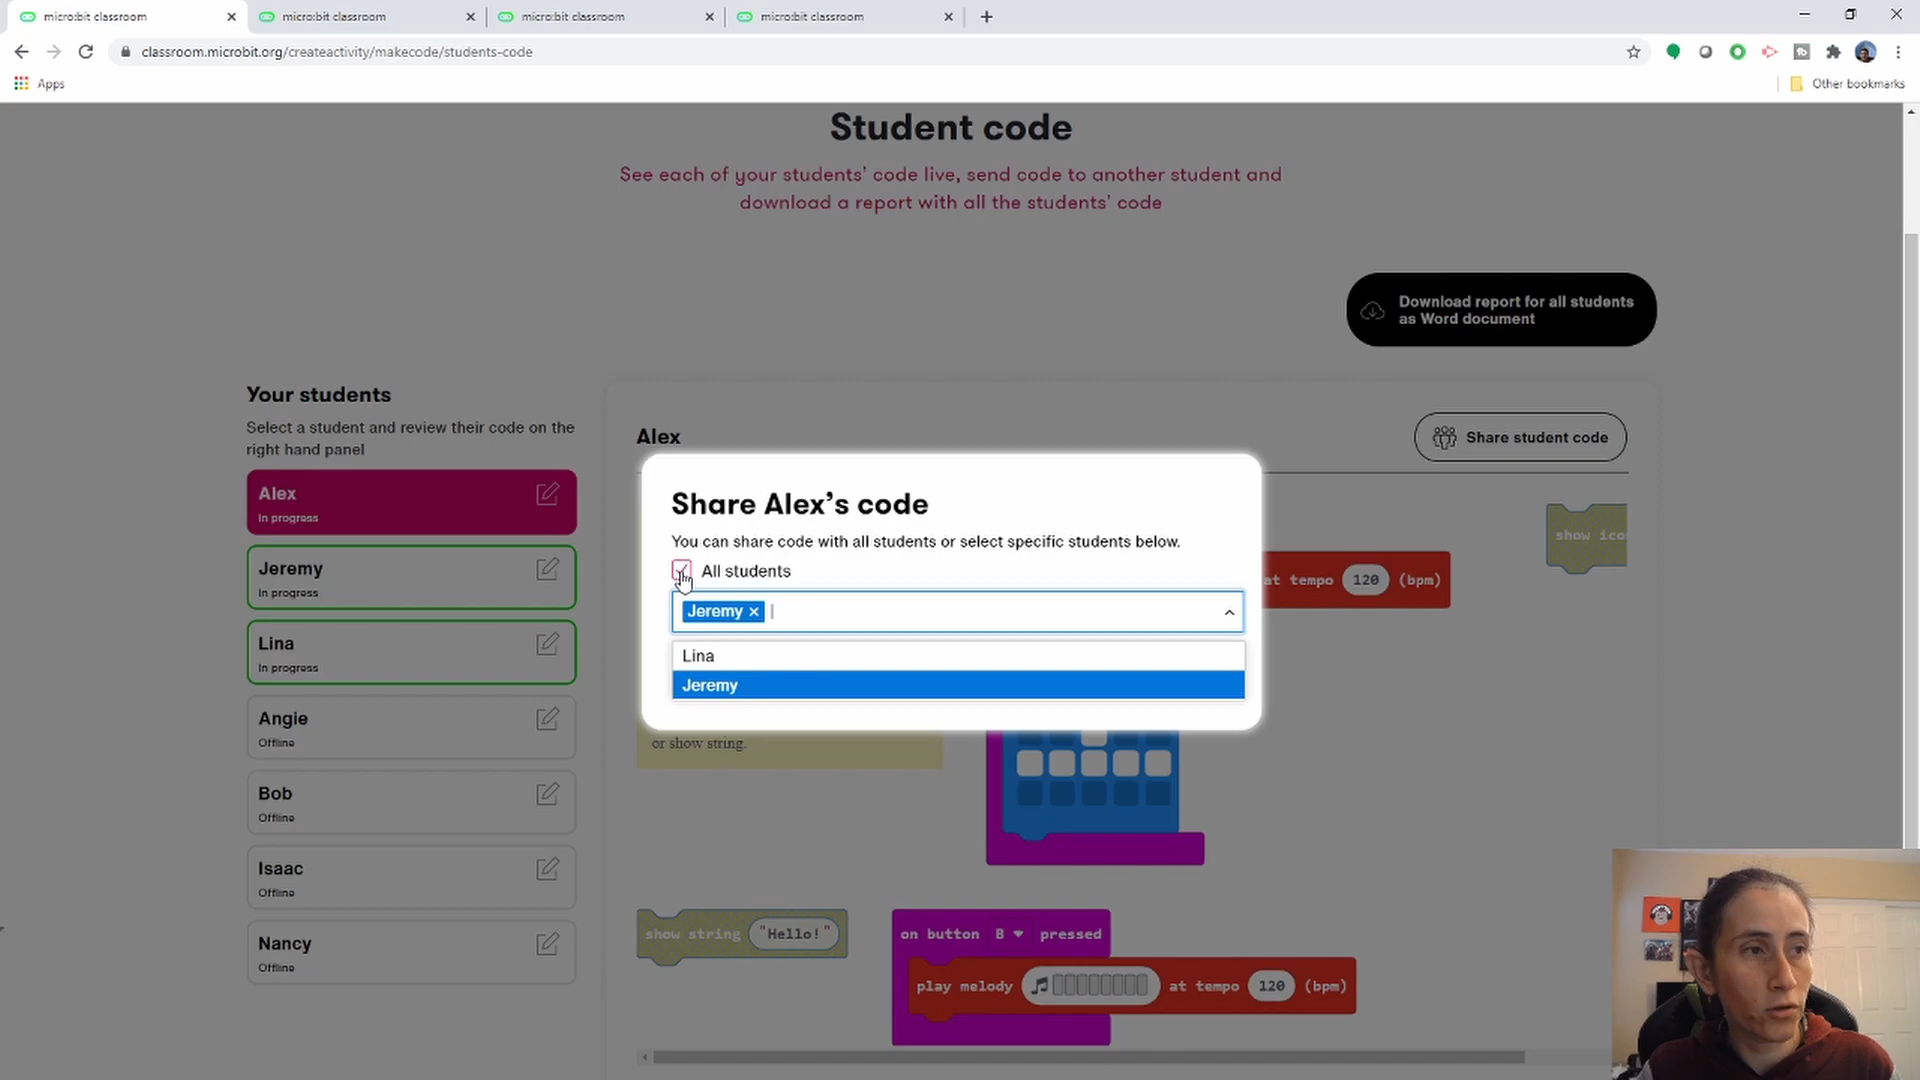 micro:bit classroom
micro:bit classroom
micro:bit classroom
micro:bit classroom
classroom.microbit.org/createactivity/makecode/students-code
Apps
Other bookmarks
Student code
See each of your students' code live, send code to another student and
download a report with all the students' code
Download report for all students
as Word document
Your students
Select a student and review their code on the
right hand panel
Alex
In progress
Jeremy
In progress
Lina
In progress
Angie
Offline
Bob
Offline
Isaac
Offline
Nancy
Offline
Alex
Share student code
Share Alex's code
You can share code with all students or select specific students below.
All students
Jeremy ×
Lina
Jeremy
show ico
at tempo 120 (bpm)
or show string.
show string "Hello!"
on button B pressed
play melody at tempo 120 (bpm)